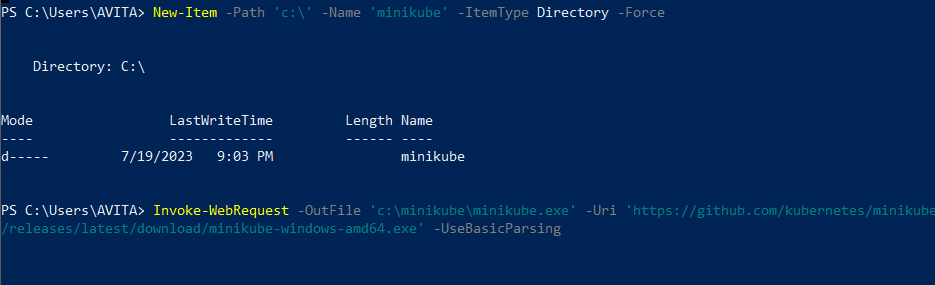 PS C:\Users\AVITA> New-Item -Path 'c:\' -Name 'minikube' -ItemType Directory -Force
Directory: C:\
Mode LastWriteTime Length Name
---- ------------- ------ ----
d----- 7/19/2023 9:03 PM minikube
PS C:\Users\AVITA> Invoke-WebRequest -OutFile 'c:\minikube\minikube.exe' -Uri 'https://github.com/kubernetes/minikube
/releases/latest/download/minikube-windows-amd64.exe' -UseBasicParsing